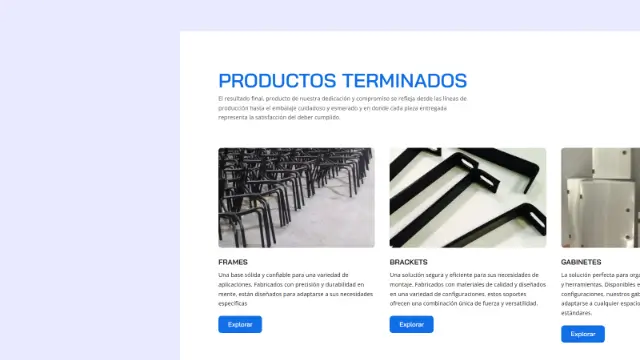 PRODUCTOS TERMINADOS
El resultado final, producto de nuestra dedicación y compromiso se refleja desde las líneas de
producción hasta el embalaje cuidadoso y esmerado y en donde cada pieza entregada
representa la satisfacción del deber cumplido.
FRAMES
Una base sólida y confiable para una variedad de
aplicaciones. Fabricados con precisión y durabilidad en
mente, están diseñados para adaptarse a sus necesidades
específicas
Explorar
BRACKETS
Una solución segura y eficiente para sus necesidades de
montaje. Fabricados con materiales de calidad y diseñados
en una variedad de configuraciones, estos soportes
ofrecen una combinación única de fuerza y versatilidad.
Explorar
GABINETES
La solución perfecta para orga
y herramientas. Disponibles e
configuraciones, nuestros gab
adaptarse a cualquier espacio
estándares.
Explorar